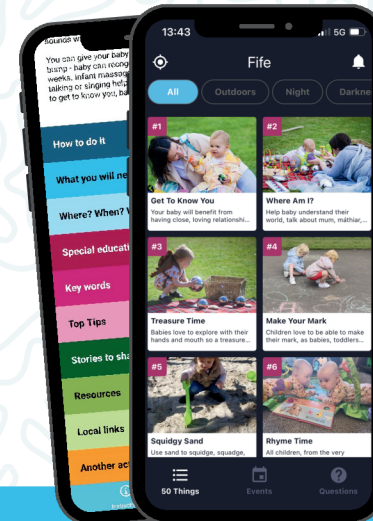 sounds w
You can give your baby
bump - baby can recog
weeks. Infant massag
talking or singing help
to get to know you, ba
How to do it
What you will ne
Where? When?
Special educati
Key words
Top Tips
Stories to sha
Resources
Local links
Another ac
13:43
5G
Fife
All
Outdoors
Night
Darkne
#1
#2
Get To Know You
Your baby will benefit from
having close, loving relationshi...
Where Am I?
Help baby understand their
world, talk about mum, máthiar,...
#3
#4
Treasure Time
Babies love to explore with their
hands and mouth so a treasure...
Make Your Mark
Children love to be able to make
their mark, as babies, toddlers...
#5
#6
Squidgy Sand
Use sand to squidge, squadge,
Rhyme Time
All children, from the very
50 Things
Events
Questions